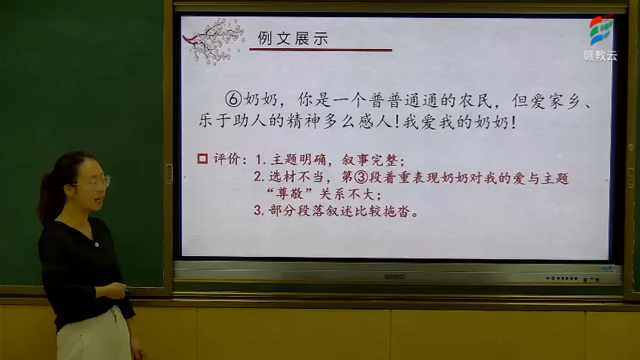 例文展示
赣教云
⑥奶奶，你是一个普普通通的农民，但爱家乡、
乐于助人的精神多么感人！我爱我的奶奶！
评价：1.主题明确，叙事完整；
2.选材不当，第③段着重表现奶奶对我的爱与主题
“尊敬”关系不大；
3.部分段落叙述比较拖沓。